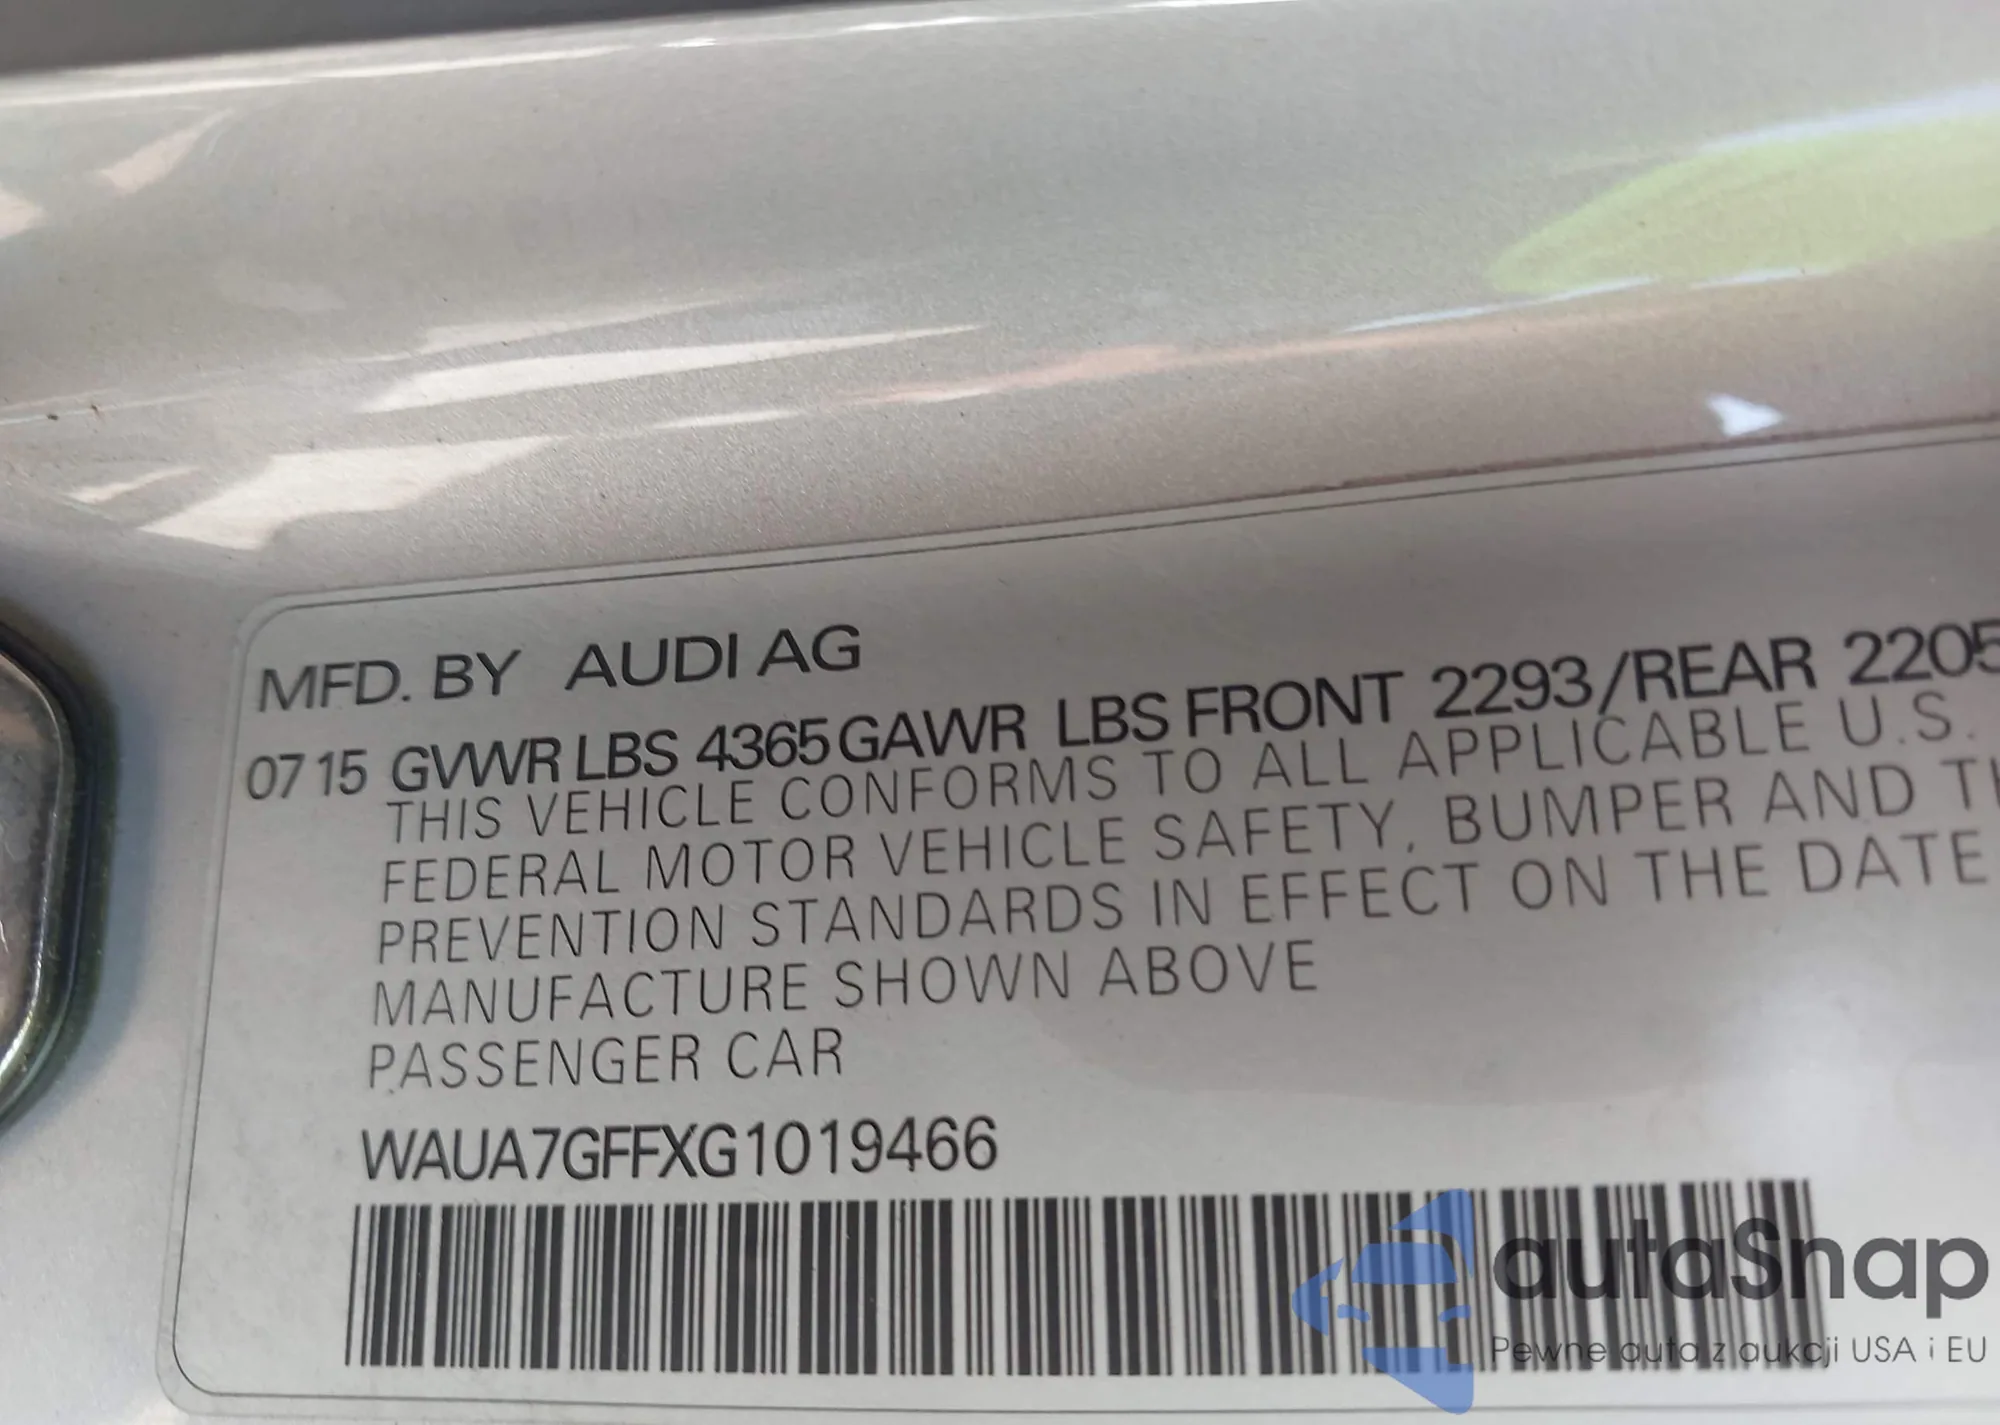 MFD. BY AUDI AG
07 15 GVWR LBS 4365 GAWR LBS FRONT 2293/REAR 2205
THIS VEHICLE CONFORMS TO ALL APPLICABLE U.S.
FEDERAL MOTOR VEHICLE SAFETY, BUMPER AND
PREVENTION STANDARDS IN EFFECT ON THE DATE
MANUFACTURE SHOWN ABOVE
PASSENGER CAR
WAUA7GFFXG1019466
autaSnap
Pewne auta z aukcji USA i EU